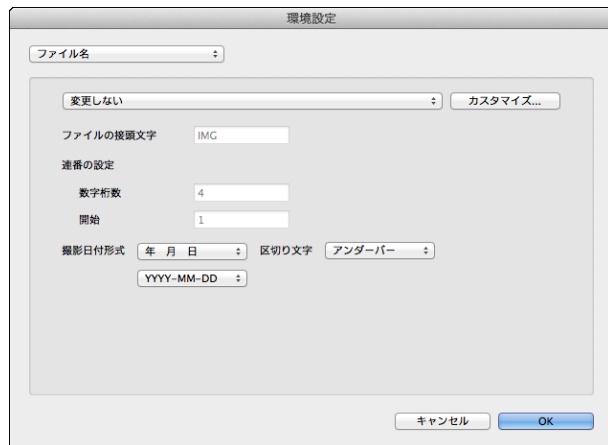 環境設定
ファイル名
変更しない カスタマイズ...
ファイルの接頭文字 IMG
連番の設定
数字桁数 4
開始 1
撮影日付形式 年 月 日 区切り文字 アンダーバー
YYYY-MM-DD
キャンセル OK